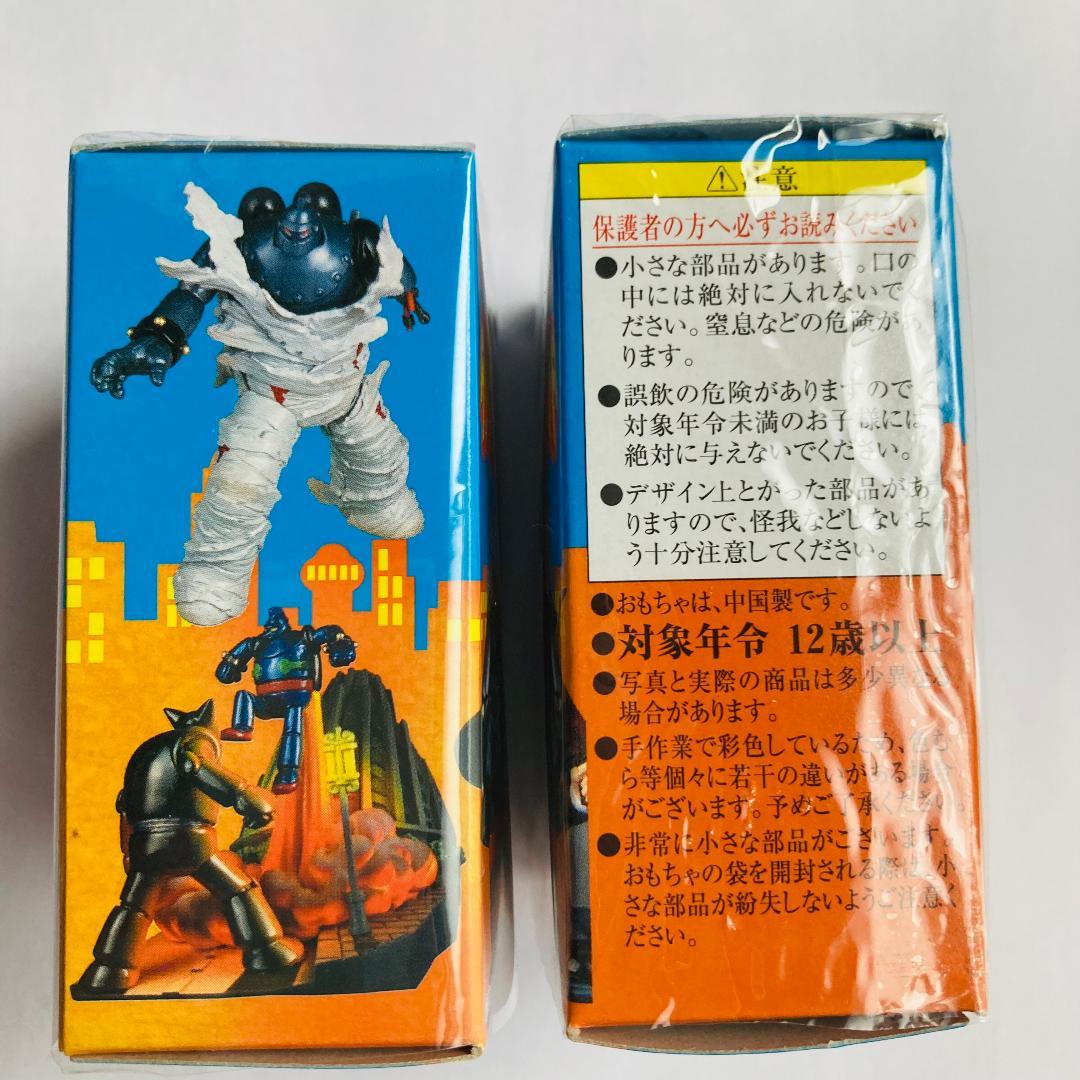 ⚠注意
保護者の方へ必ずお読みください
●小さな部品があります。口の
中には絶対に入れないでく
ださい。窒息などの危険があ
ります。
●誤飲の危険がありますので、
対象年令未満のお子様には
絶対に与えないでください。
●デザイン上とがった部品があ
りますので、怪我などしないよ
う十分注意してください。
●おもちゃは、中国製です。
●対象年令 12歳以上
●写真と実際の商品は多少異なる
場合があります。
●手作業で彩色しているため、色む
ら等個々に若干の違いがある場合
がございます。予めご了承ください。
●非常に小さな部品がございます。
おもちゃの袋を開封される際は、小
さな部品が紛失しないようご注意く
ださい。